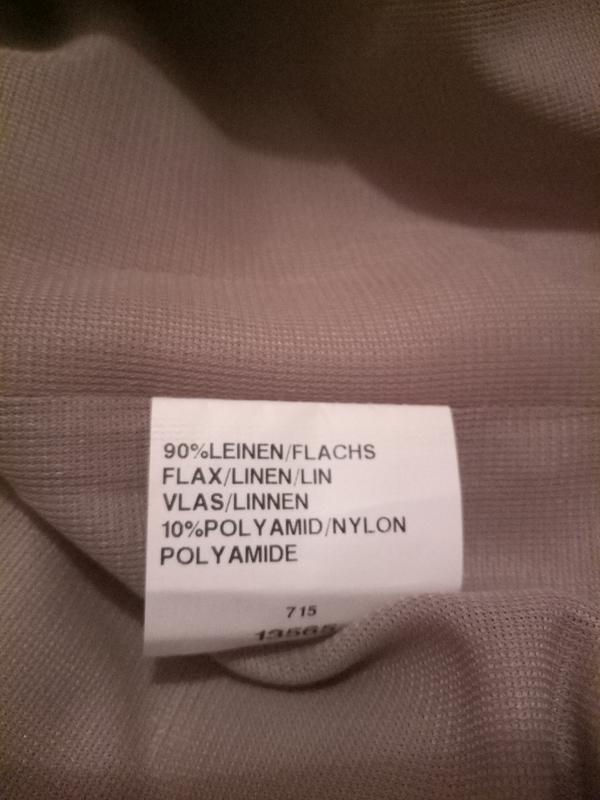 90%LEINEN/FLACHS
FLAX/LINEN/LIN
VLAS/LINNEN
10%POLYAMID/NYLON
POLYAMIDE
715